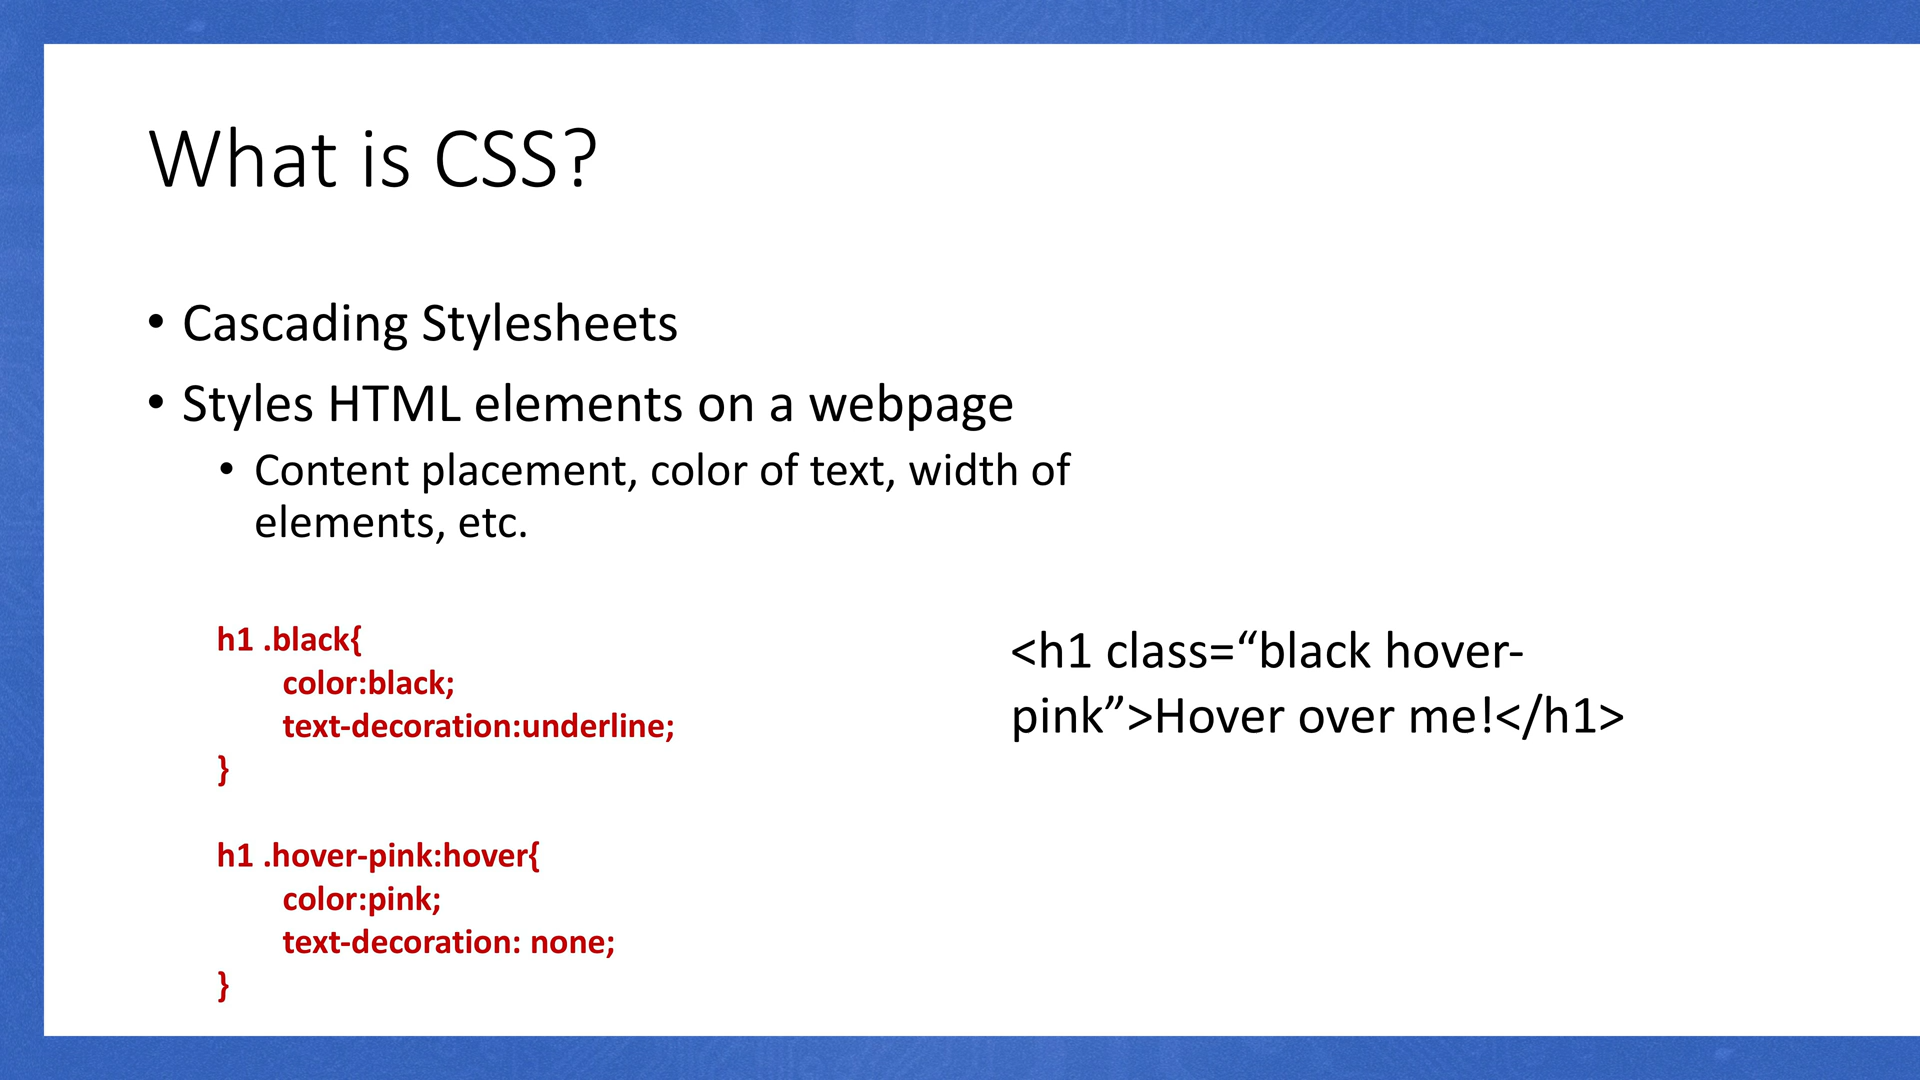 What is CSS?
• Cascading Stylesheets
• Styles HTML elements on a webpage
• Content placement, color of text, width of
elements, etc.
h1 .black{
color:black;
text-decoration:underline;
}
h1 .hover-pink:hover{
color:pink;
text-decoration: none;
}
<h1 class=“black hover-
pink”>Hover over me!</h1>